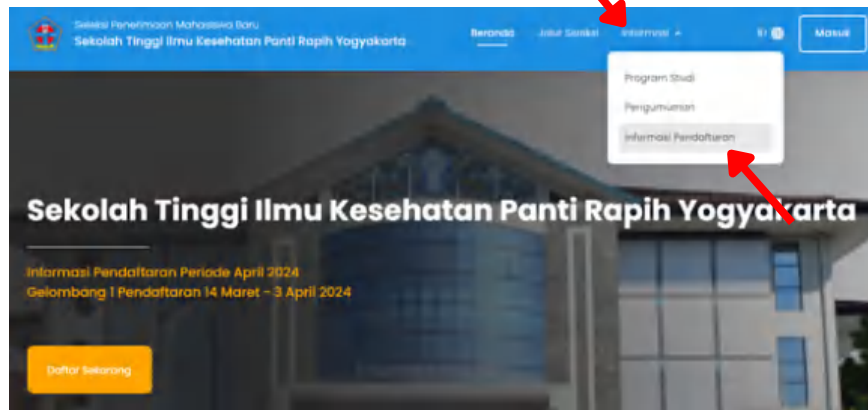 Seleksi Penerimaan Mahasiswa Baru
Sekolah Tinggi Ilmu Kesehatan Panti Rapih Yogyakarta
Beranda
Jalur Seleksi
Informasi
Masuk
Program Studi
Pengumuman
Informasi Pendaftaran
Sekolah Tinggi Ilmu Kesehatan Panti Rapih Yogyakarta
Informasi Pendaftaran Periode April 2024
Gelombang 1 Pendaftaran 14 Maret - 3 April 2024
Daftar Sekarang